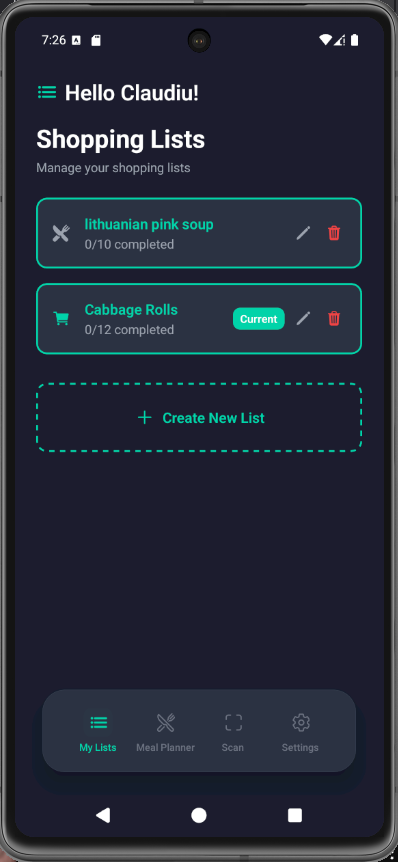 7:26
Hello Claudiu!
Shopping Lists
Manage your shopping lists
lithuanian pink soup
0/10 completed
Cabbage Rolls
0/12 completed
Current
Create New List
My Lists
Meal Planner
Scan
Settings